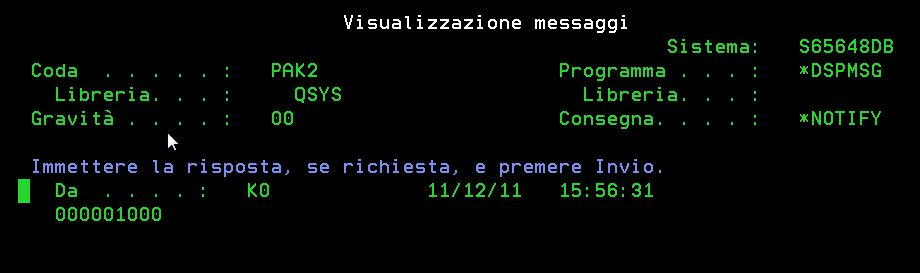 Visualizzazione messaggi
Sistema: S65648DB
Coda . . . . . : PAK2 Programma . . . : *DSPMSG
Libreria. . . : QSYS Libreria. . . :
Gravità . . . . : 00 Consegna. . . . : *NOTIFY
Immettere la risposta, se richiesta, e premere Invio.
Da . . . . : K0 11/12/11 15:56:31
000001000